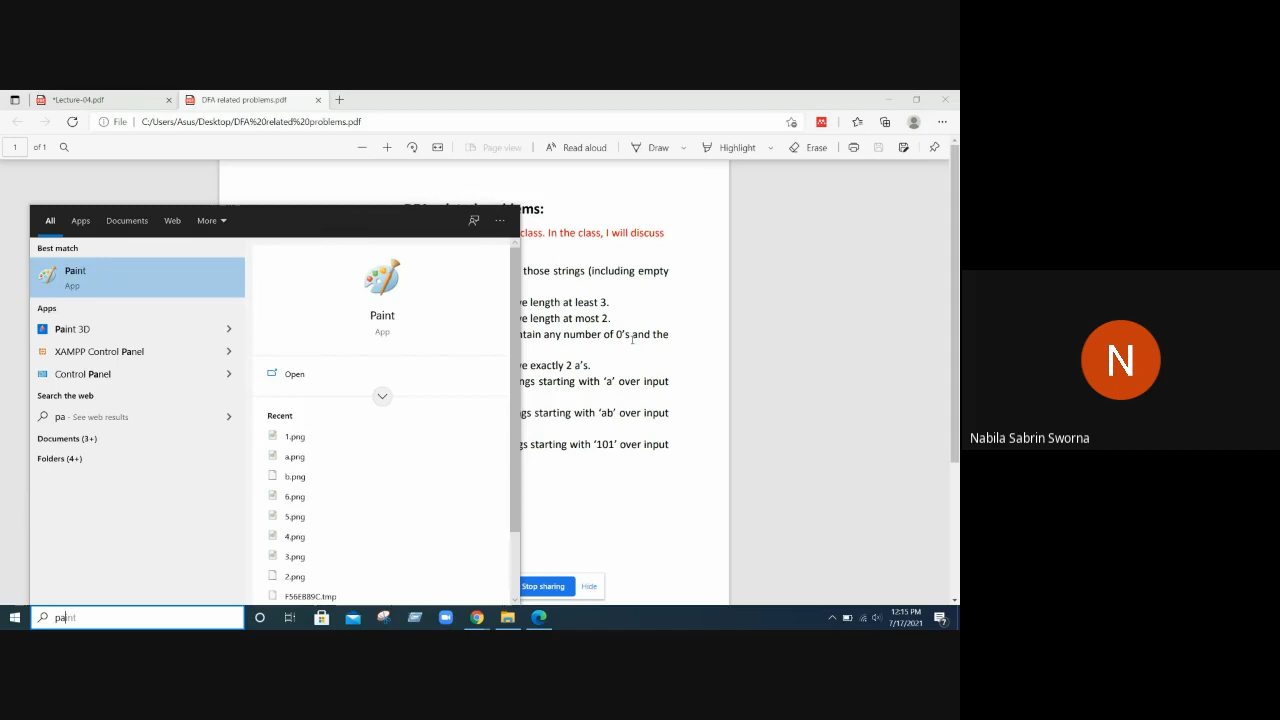 *Lecture-04.pdf
DFA related problems.pdf
File
C:/Users/Asus/Desktop/DFA%20related%20problems.pdf
1 of 1
Page view
Read aloud
Draw
Highlight
Erase
ems:
class. In the class, I will discuss
those strings (including empty
ve length at least 3.
ve length at most 2.
ntain any number of 0's and the
ve exactly 2 a's.
ngs starting with 'a' over input
ngs starting with 'ab' over input
gs starting with '101' over input
All Apps Documents Web More
Best match
Paint
App
Apps
Paint 3D
XAMPP Control Panel
Control Panel
Search the web
pa - See web results
Documents (3+)
Folders (4+)
Paint
App
Open
Recent
1.png
a.png
b.png
6.png
5.png
4.png
3.png
2.png
F56EB89C.tmp
Stop sharing Hide
paint
12:15 PM
7/17/2021
N
Nabila Sabrin Sworna